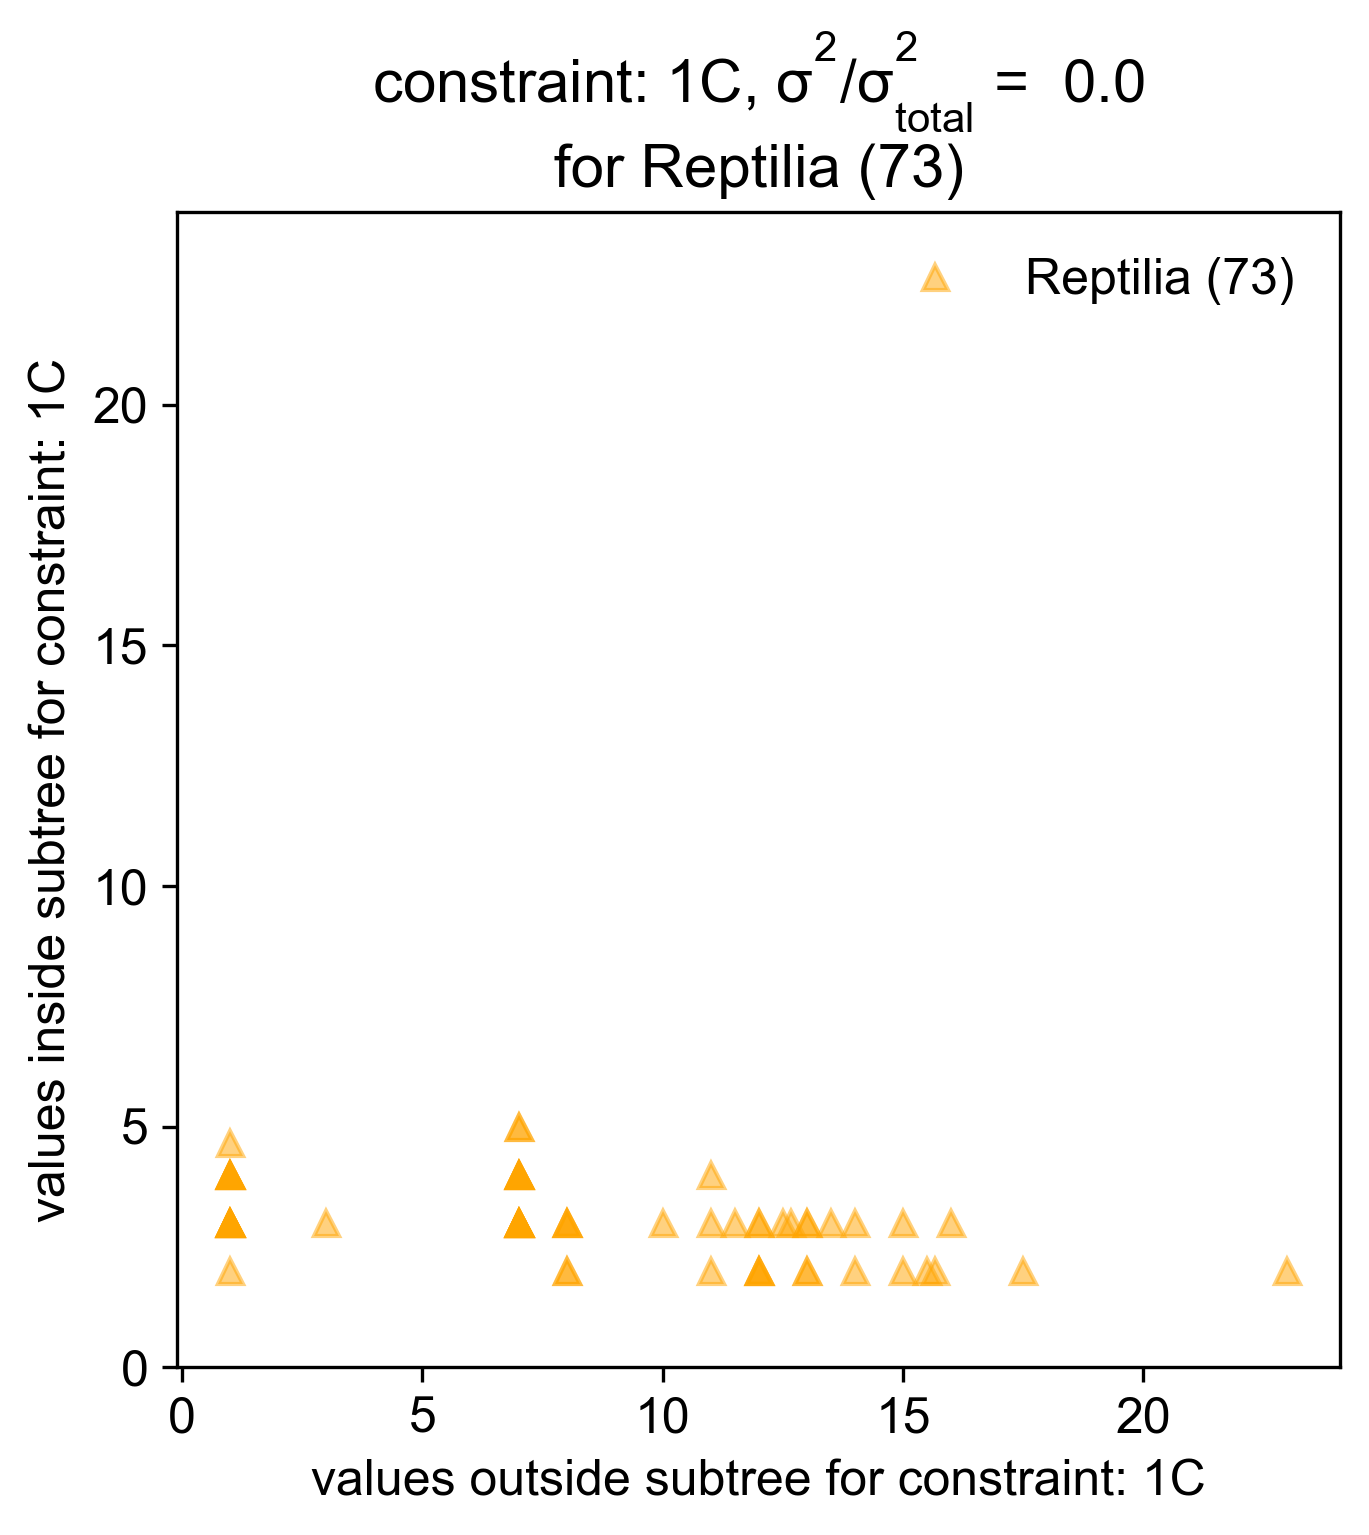 constraint: 1C, σ²/σ²total = 0.0
for Reptilia (73)
Reptilia (73)
values inside subtree for constraint: 1C
20
15
10
5
0
0 5 10 15 20
values outside subtree for constraint: 1C